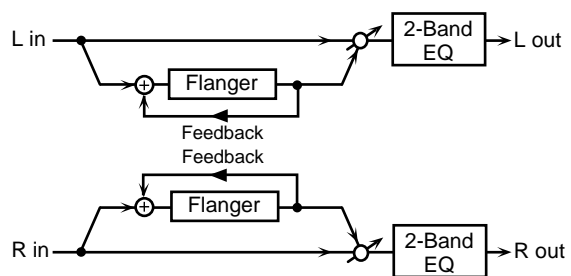 L in
2-Band
EQ
L out
+
Flanger
Feedback
Feedback
+
Flanger
R in
2-Band
EQ
R out